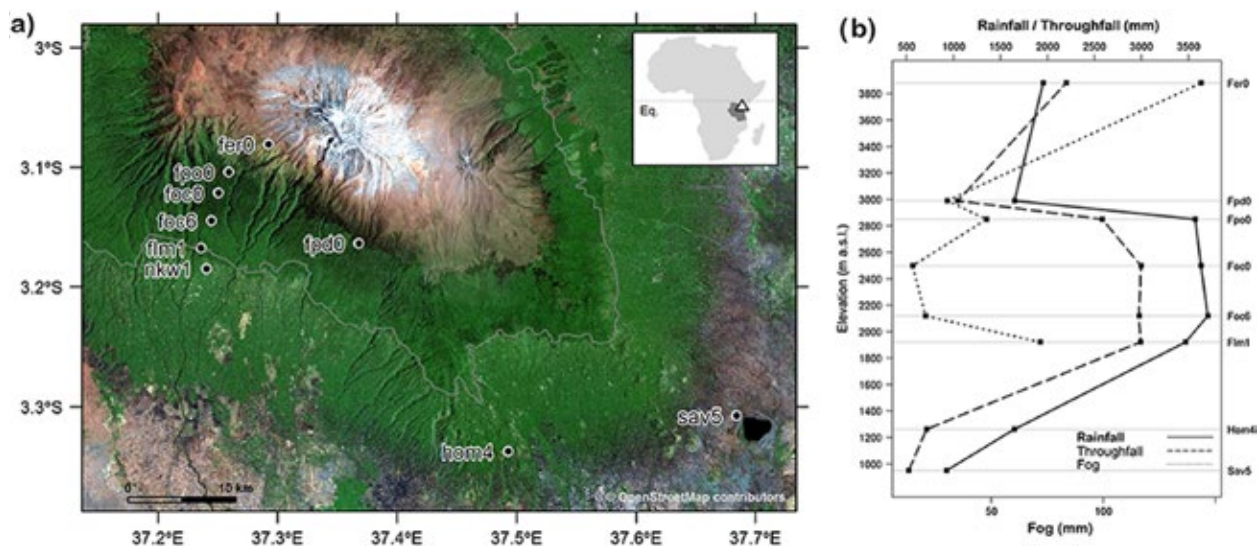 a)
3°S
3.1°S
3.2°S
3.3°S
37.2°E
37.3°E
37.4°E
37.5°E
37.6°E
37.7°E
Eq.
fer0
fpo0
foc0
foc6
flm1
nkw1
fpd0
sav5
hom4
0
10 km
© OpenStreetMap contributors
(b)
Rainfall / Throughfall (mm)
500 1000 1500 2000 2500 3000 3500
Elevation (m a.s.l.)
3800
3600
3400
3200
3000
2800
2600
2400
2200
2000
1800
1600
1400
1200
1000
Fer0
Fpd0
Fpo0
Foc0
Foc6
Flm1
Hom4
Sav5
Rainfall
Throughfall
Fog
50 100
Fog (mm)